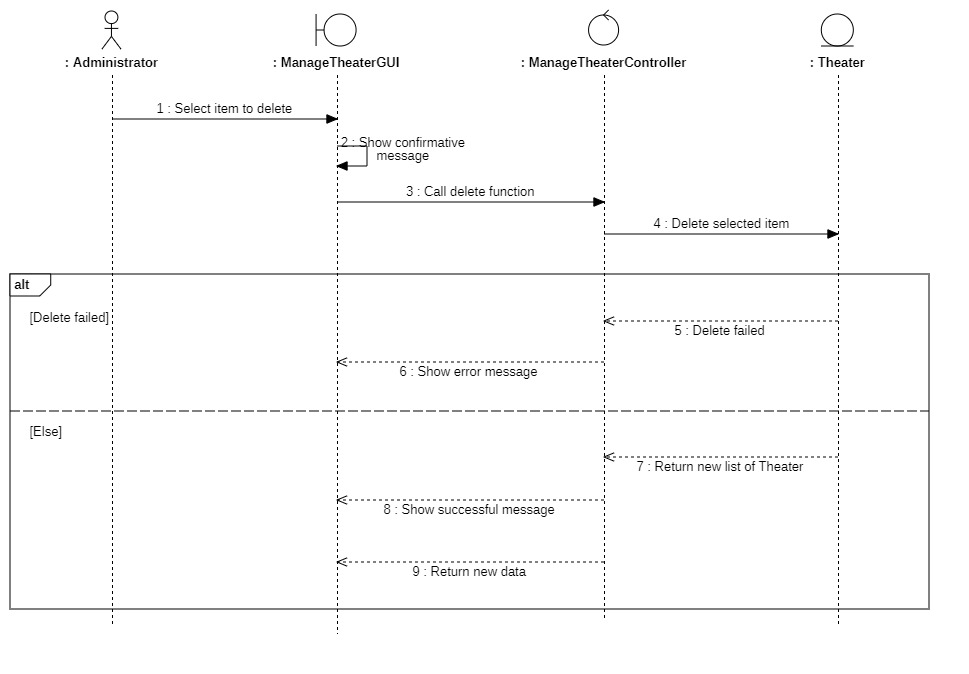 : Administrator
: ManageTheaterGUI
: ManageTheaterController
: Theater
1 : Select item to delete
2 : Show confirmative
message
3 : Call delete function
4 : Delete selected item
alt
[Delete failed]
5 : Delete failed
6 : Show error message
[Else]
7 : Return new list of Theater
8 : Show successful message
9 : Return new data